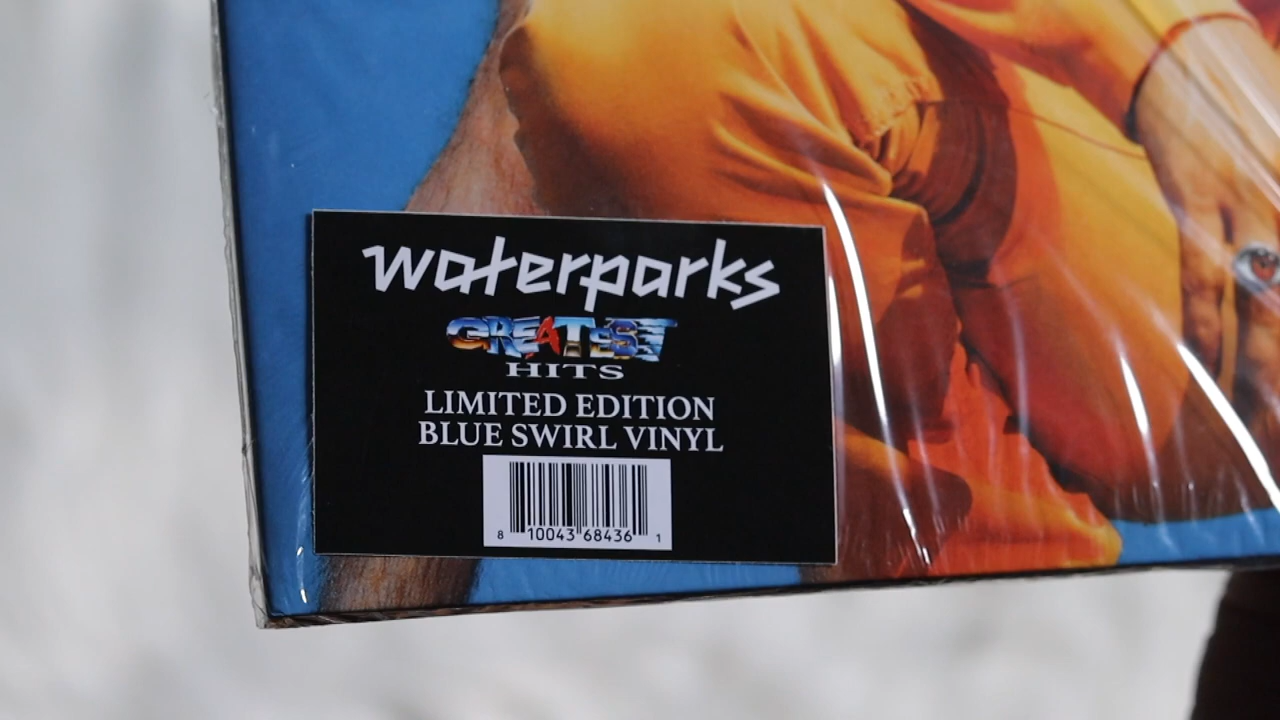 waterparks
GREATEST
HITS
LIMITED EDITION
BLUE SWIRL VINYL
8 10043 68436 1